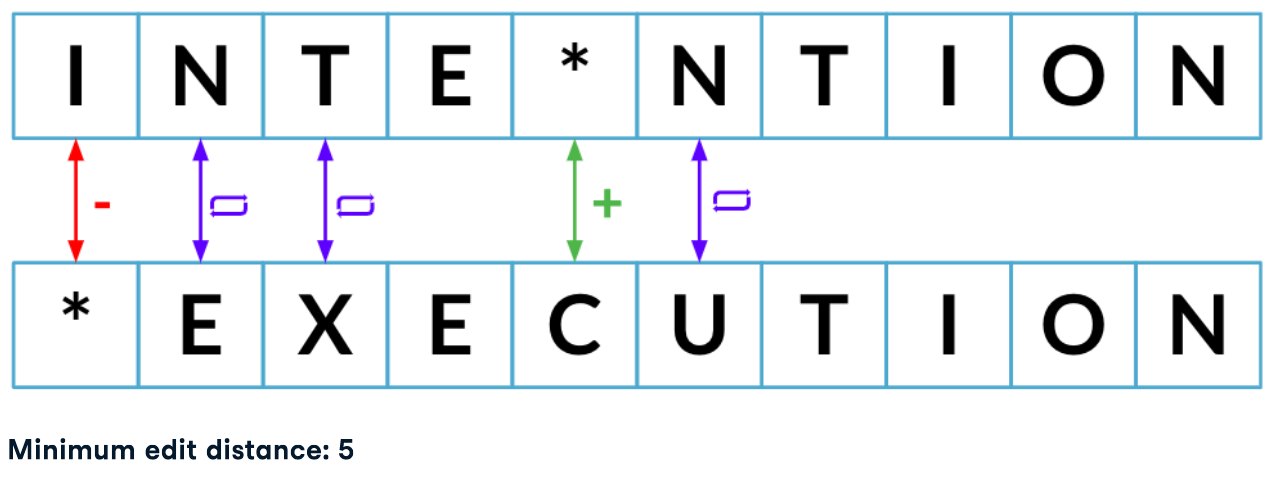 I N T E * N T I O N
- +
* E X E C U T I O N
Minimum edit distance: 5